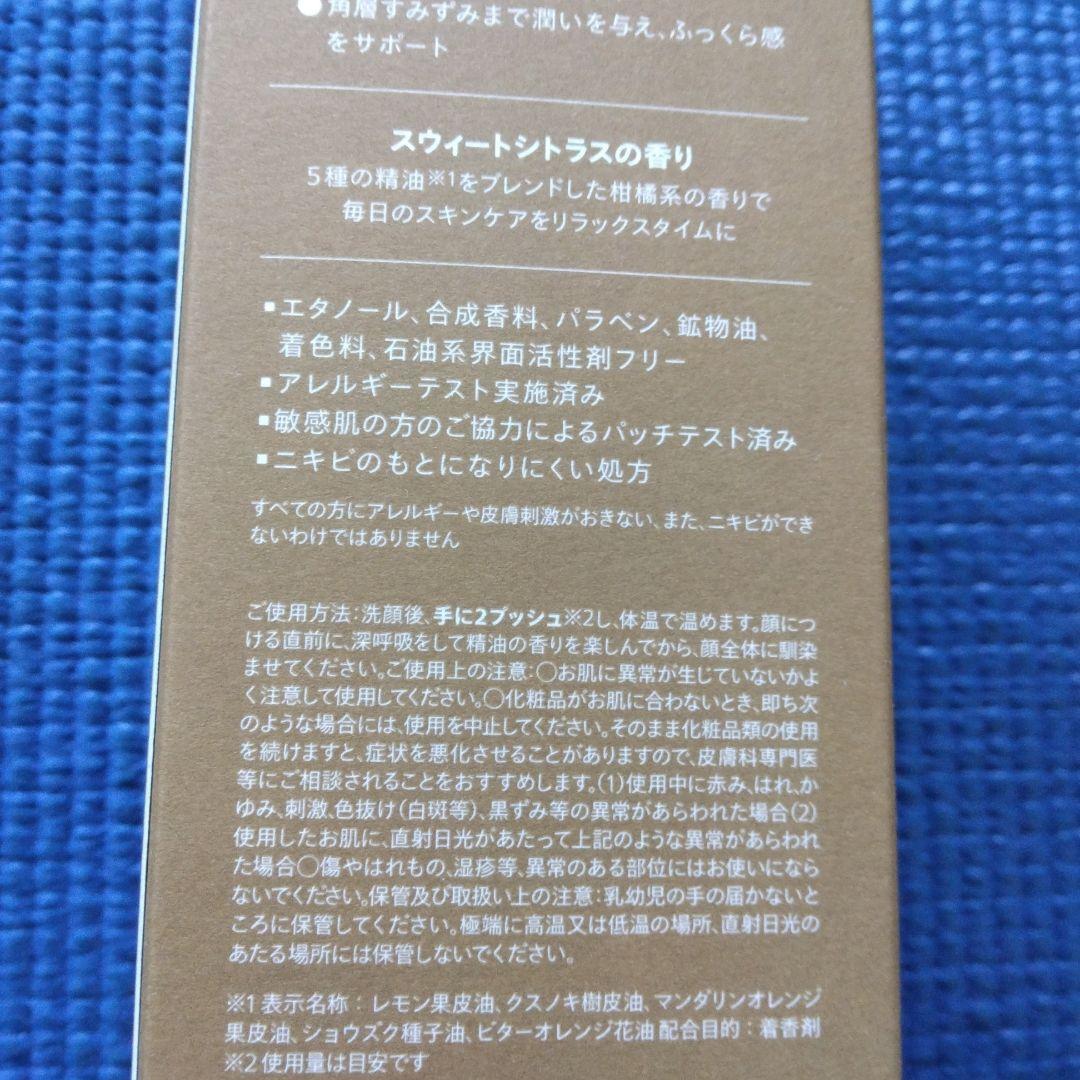 ●角層すみずみまで潤いを与え、ふっくら感
をサポート
スウィートシトラスの香り
5種の精油※1をブレンドした柑橘系の香りで
毎日のスキンケアをリラックスタイムに
▪エタノール、合成香料、パラベン、鉱物油、
着色料、石油系界面活性剤フリー
▪アレルギーテスト実施済み
▪敏感肌の方のご協力によるパッチテスト済み
▪ニキビのもとになりにくい処方
すべての方にアレルギーや皮膚刺激がおきない、また、ニキビができ
ないわけではありません
ご使用方法:洗顔後、手に2プッシュ※2し、体温で温めます。顔につ
ける直前に、深呼吸をして精油の香りを楽しんでから、顔全体に馴染
ませてください。ご使用上の注意:○お肌に異常が生じていないかよ
く注意して使用してください。○化粧品がお肌に合わないとき、即ち次
のような場合には、使用を中止してください。そのまま化粧品類の使用
を続けますと、症状を悪化させることがありますので、皮膚科専門医
等にご相談されることをおすすめします。(1)使用中に赤み、はれ、か
ゆみ、刺激、色抜け(白斑等)、黒ずみ等の異常があらわれた場合(2)
使用したお肌に、直射日光があたって上記のような異常があらわれ
た場合○傷やはれもの、湿疹等、異常のある部位にはお使いになら
ないでください。保管及び取扱い上の注意:乳幼児の手の届かないと
ころに保管してください。極端に高温又は低温の場所、直射日光の
あたる場所には保管しないでください。
※1 表示名称: レモン果皮油、クスノキ樹皮油、マンダリンオレンジ
果皮油、ショウズク種子油、ビターオレンジ花油 配合目的:着香剤
※2 使用量は目安です